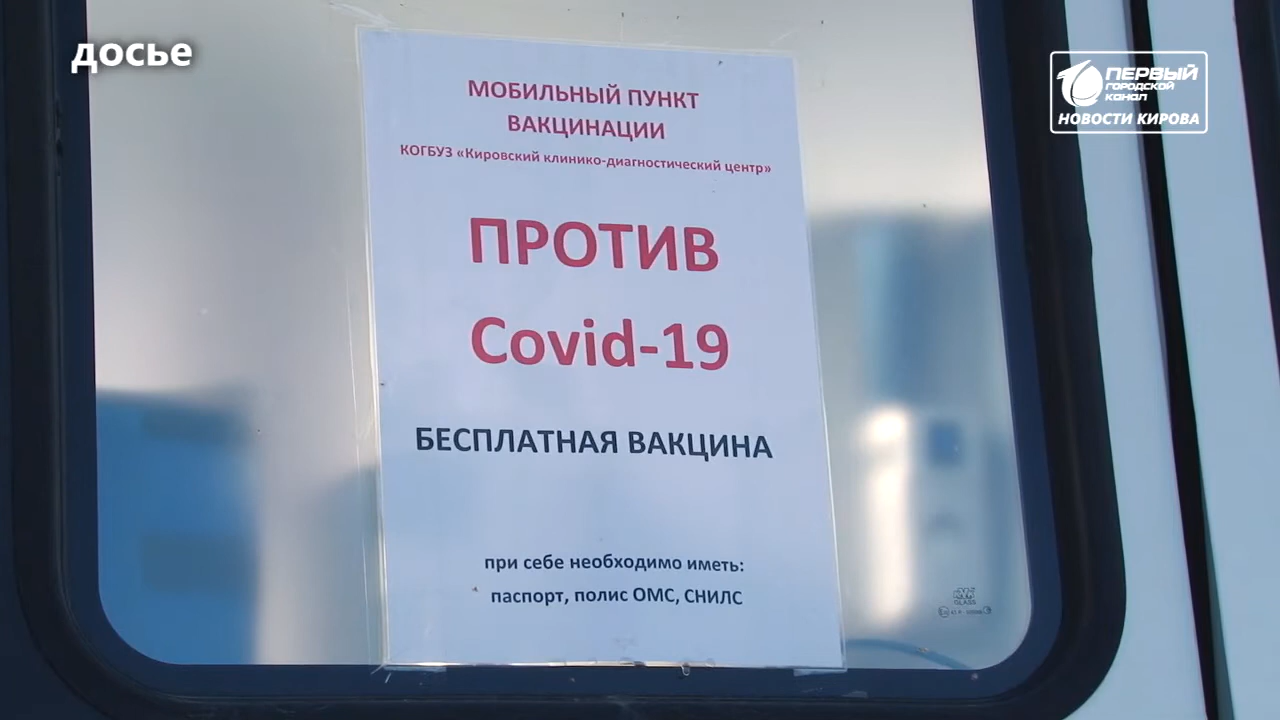 досье
ПЕРВЫЙ
ГОРОДСКОЙ
КАНАЛ
НОВОСТИ КИРОВА
МОБИЛЬНЫЙ ПУНКТ
ВАКЦИНАЦИИ
КОГБУЗ «Кировский клинико-диагностический центр»
ПРОТИВ
Covid-19
БЕСПЛАТНАЯ ВАКЦИНА
при себе необходимо иметь:
паспорт, полис ОМС, СНИЛС
GLASS